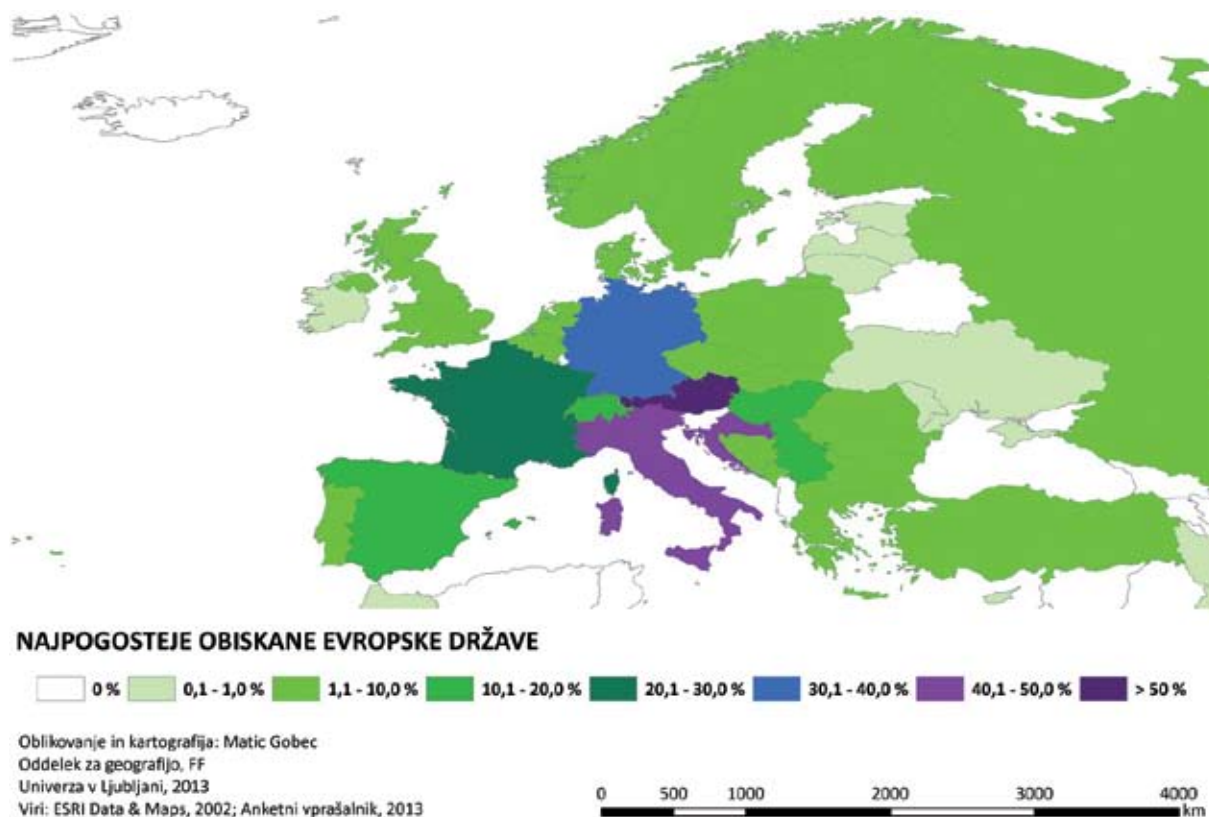 NAJPOGOSTEJE OBISKANE EVROPSKE DRŽAVE
0 % 0,1 - 1,0 % 1,1 - 10,0 % 10,1 - 20,0 % 20,1 - 30,0 % 30,1 - 40,0 % 40,1 - 50,0 % > 50 %
Oblikovanje in kartografija: Matic Gobec
Oddelek za geografijo, FF
Univerza v Ljubljani, 2013
Viri: ESRI Data & Maps, 2002; Anketni vprašalnik, 2013
0 500 1000 2000 3000 4000
km